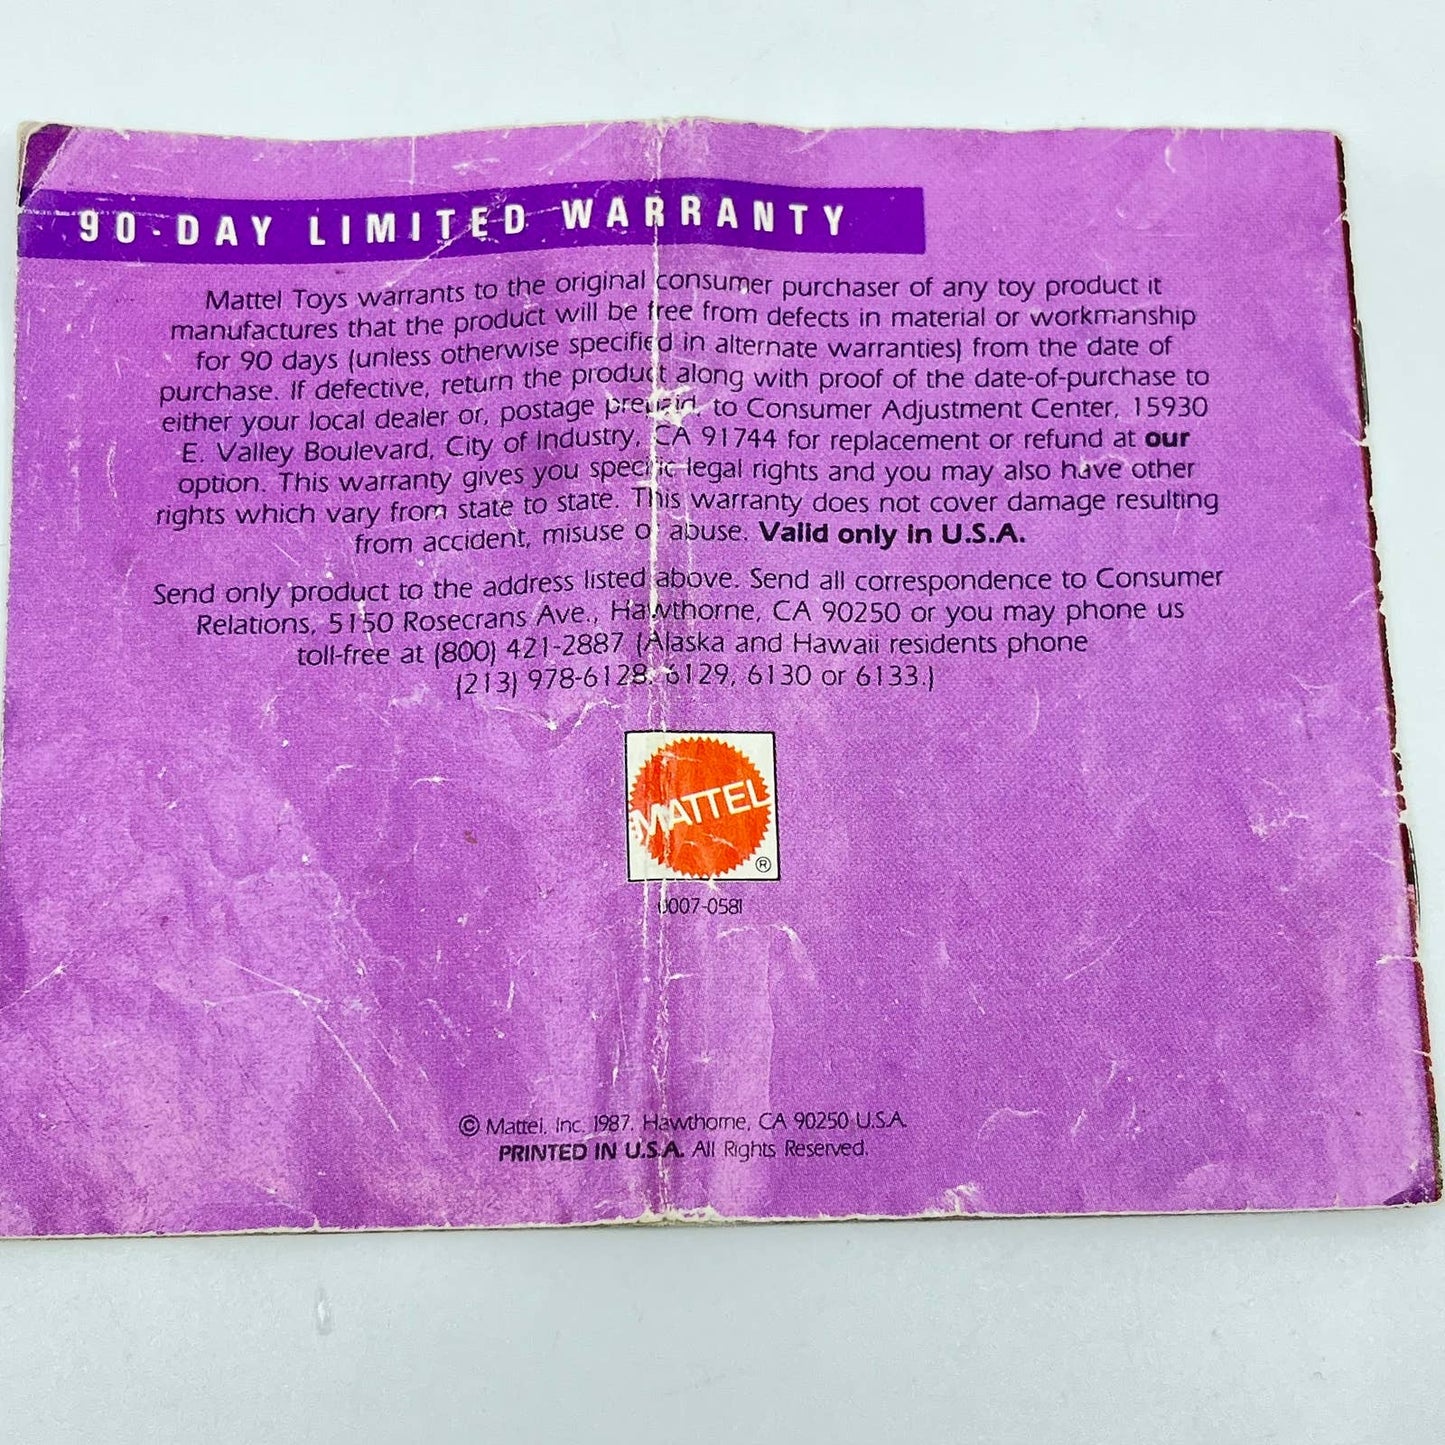 90-DAY LIMITED WARRANTY
Mattel Toys warrants to the original consumer purchaser of any toy product it
manufactures that the product will be free from defects in material or workmanship
for 90 days (unless otherwise specified in alternate warranties) from the date of
purchase. If defective, return the product along with proof of the date-of-purchase to
either your local dealer or, postage prepaid, to Consumer Adjustment Center, 15930
E. Valley Boulevard, City of Industry, CA 91744 for replacement or refund at our
option. This warranty gives you specific legal rights and you may also have other
rights which vary from state to state. This warranty does not cover damage resulting
from accident, misuse or abuse. Valid only in U.S.A.
Send only product to the address listed above. Send all correspondence to Consumer
Relations, 5150 Rosecrans Ave., Hawthorne, CA 90250 or you may phone us
toll-free at (800) 421-2887 (Alaska and Hawaii residents phone
(213) 978-6128, 6129, 6130 or 6133.)
MATTEL
®
0007-0581
© Mattel, Inc. 1987. Hawthorne, CA 90250 U.S.A.
PRINTED IN U.S.A. All Rights Reserved.